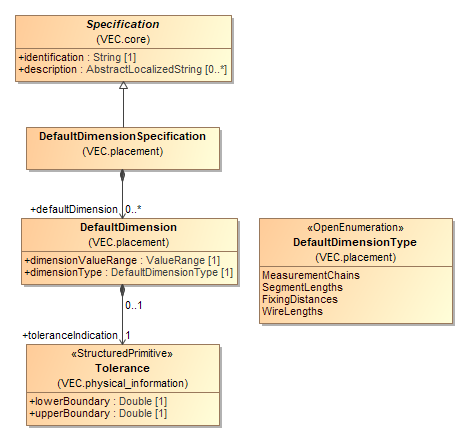 Specification
(VEC.core)
+identification : String [1]
+description : AbstractLocalizedString [0..*]
DefaultDimensionSpecification
(VEC.placement)
+defaultDimension 0..*
DefaultDimension
(VEC.placement)
+dimensionValueRange : ValueRange [1]
+dimensionType : DefaultDimensionType [1]
0..1
+toleranceIndication 1
«StructuredPrimitive»
Tolerance
(VEC.physical_information)
+lowerBoundary : Double [1]
+upperBoundary : Double [1]
«OpenEnumeration»
DefaultDimensionType
(VEC.placement)
MeasurementChains
SegmentLengths
FixingDistances
WireLengths